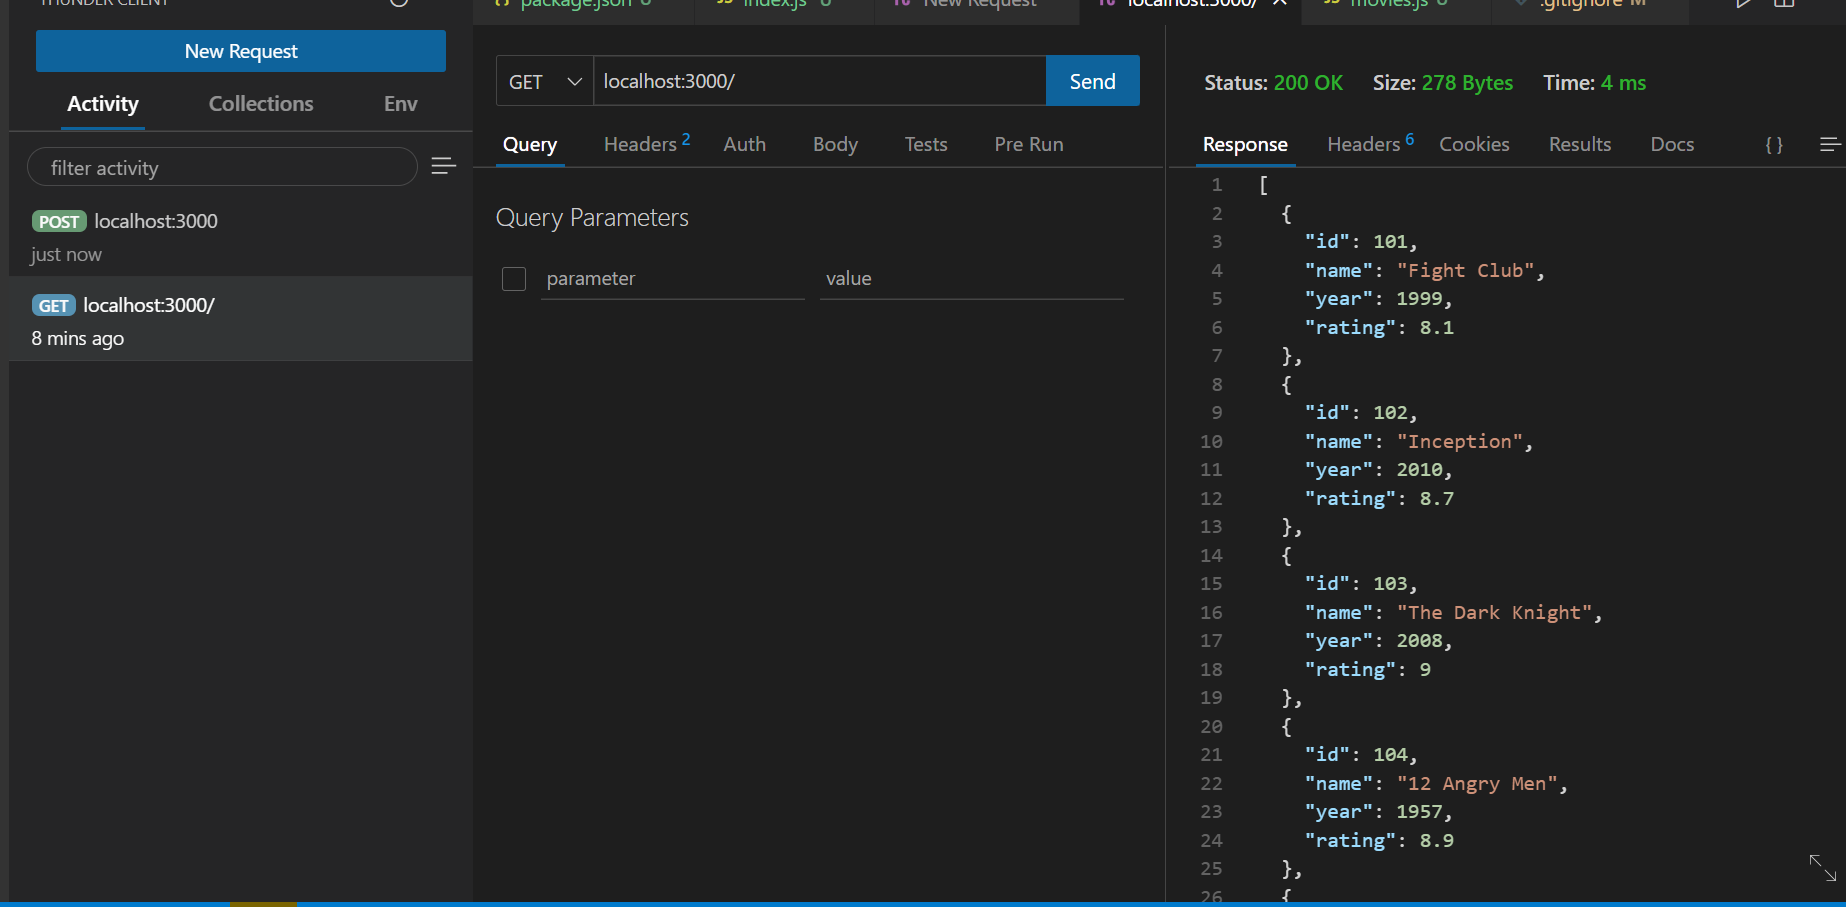 THUNDER CLIENT
New Request
Activity Collections Env
filter activity
POST localhost:3000
just now
GET localhost:3000/
8 mins ago
package.json U index.js U New Request localhost:3000/ movies.js U .gitignore M
GET localhost:3000/ Send
Query Headers 2 Auth Body Tests Pre Run
Query Parameters
parameter value
Status: 200 OK Size: 278 Bytes Time: 4 ms
Response Headers 6 Cookies Results Docs { }
1 [
2 {
3 "id": 101,
4 "name": "Fight Club",
5 "year": 1999,
6 "rating": 8.1
7 },
8 {
9 "id": 102,
10 "name": "Inception",
11 "year": 2010,
12 "rating": 8.7
13 },
14 {
15 "id": 103,
16 "name": "The Dark Knight",
17 "year": 2008,
18 "rating": 9
19 },
20 {
21 "id": 104,
22 "name": "12 Angry Men",
23 "year": 1957,
24 "rating": 8.9
25 },
26 {